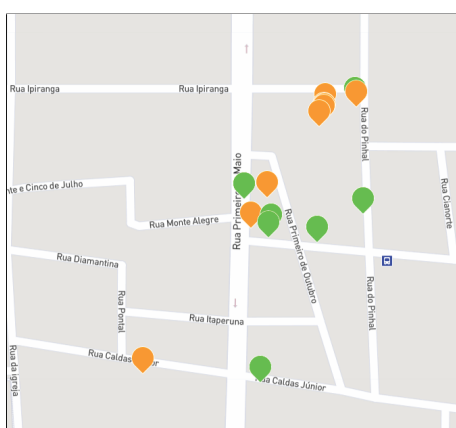 Rua Ipiranga
Rua Ipiranga
Rua do Pinhal
Rua Cianorte
nte e Cinco de Julho
Rua Monte Alegre
Rua Primeiro Maio
Rua Primeiro de Outubro
Rua Diamantina
Rua Pontal
Rua Itaperuna
Rua do Pinhal
Rua da igreja
Rua Caldas nior
Rua Caldas Júnior